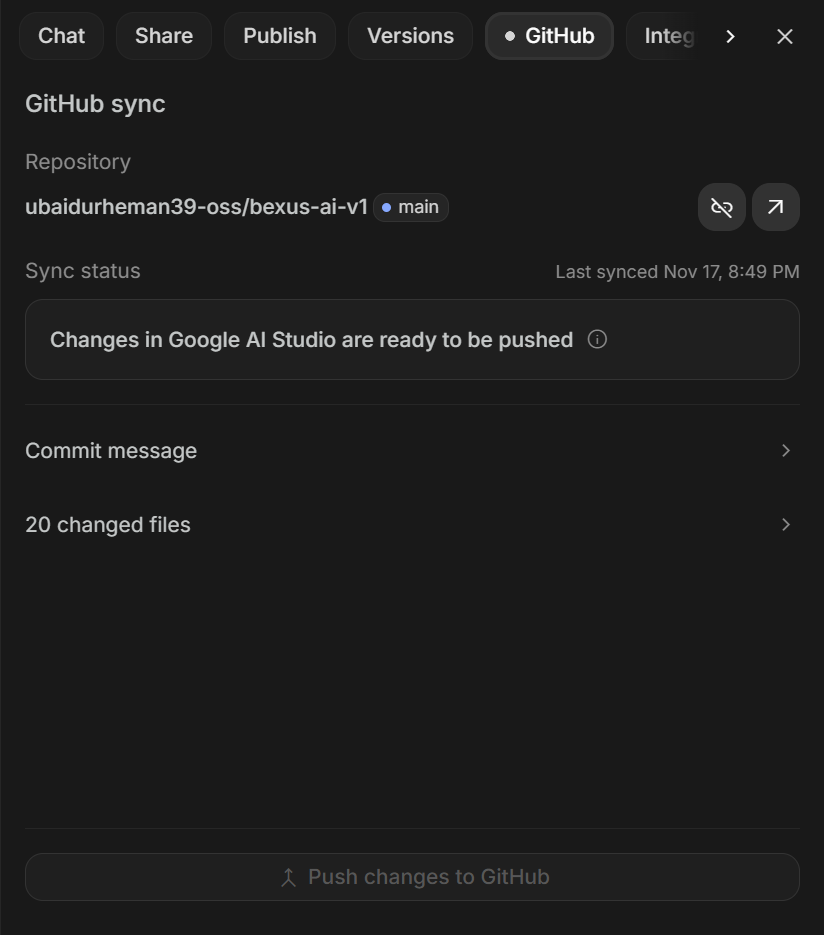 Chat Share Publish Versions GitHub Integ
GitHub sync
Repository
ubaidurheman39-oss/bexus-ai-v1 main
Sync status Last synced Nov 17, 8:49 PM
Changes in Google AI Studio are ready to be pushed
Commit message
20 changed files
Push changes to GitHub